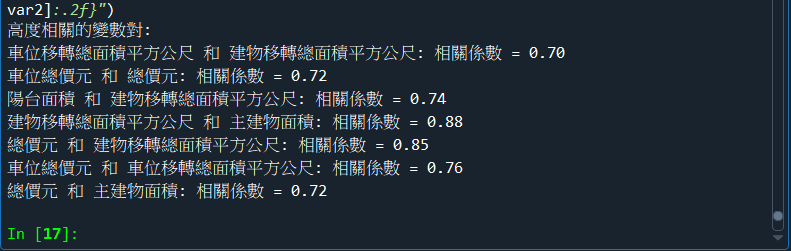 var2]:.2f}")
高度相關的變數對:
車位移轉總面積平方公尺 和 建物移轉總面積平方公尺: 相關係數 = 0.70
車位總價元 和 總價元: 相關係數 = 0.72
陽台面積 和 建物移轉總面積平方公尺: 相關係數 = 0.74
建物移轉總面積平方公尺 和 主建物面積: 相關係數 = 0.88
總價元 和 建物移轉總面積平方公尺: 相關係數 = 0.85
車位總價元 和 車位移轉總面積平方公尺: 相關係數 = 0.76
總價元 和 主建物面積: 相關係數 = 0.72
In [17]: